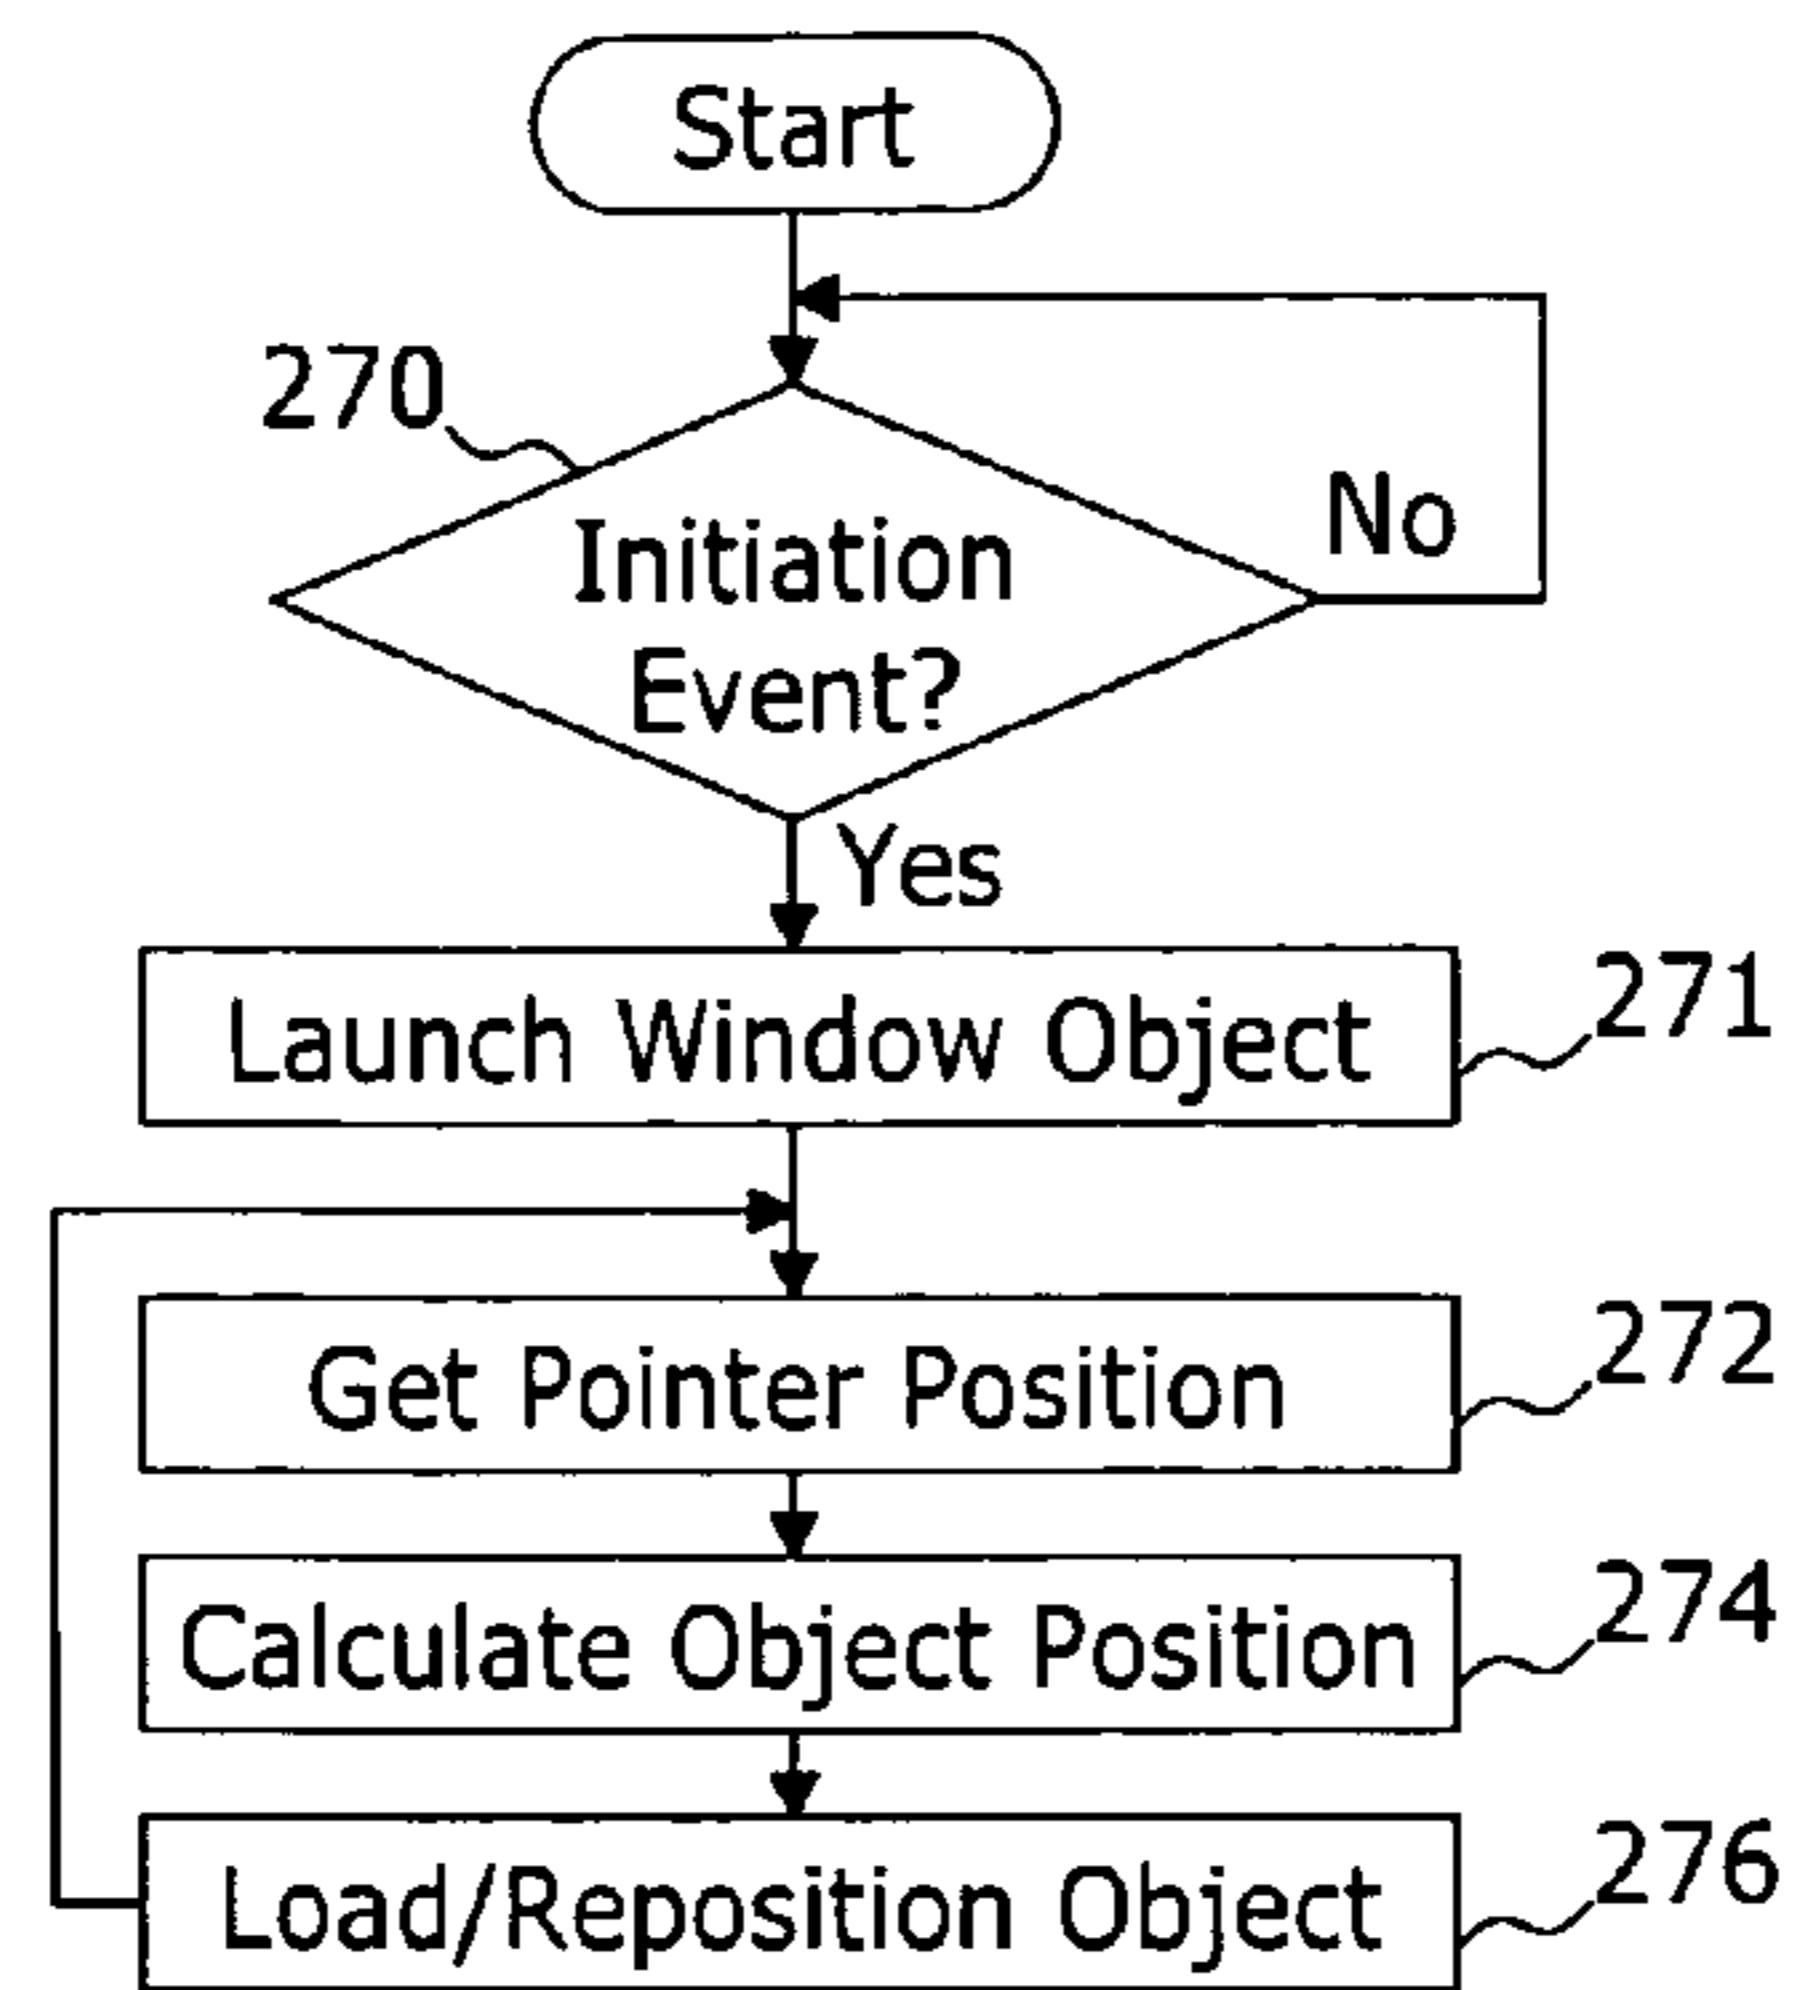 Start
270
Initiation
Event?
No
Yes
Launch Window Object
271
Get Pointer Position
272
Calculate Object Position
274
Load/Reposition Object
276